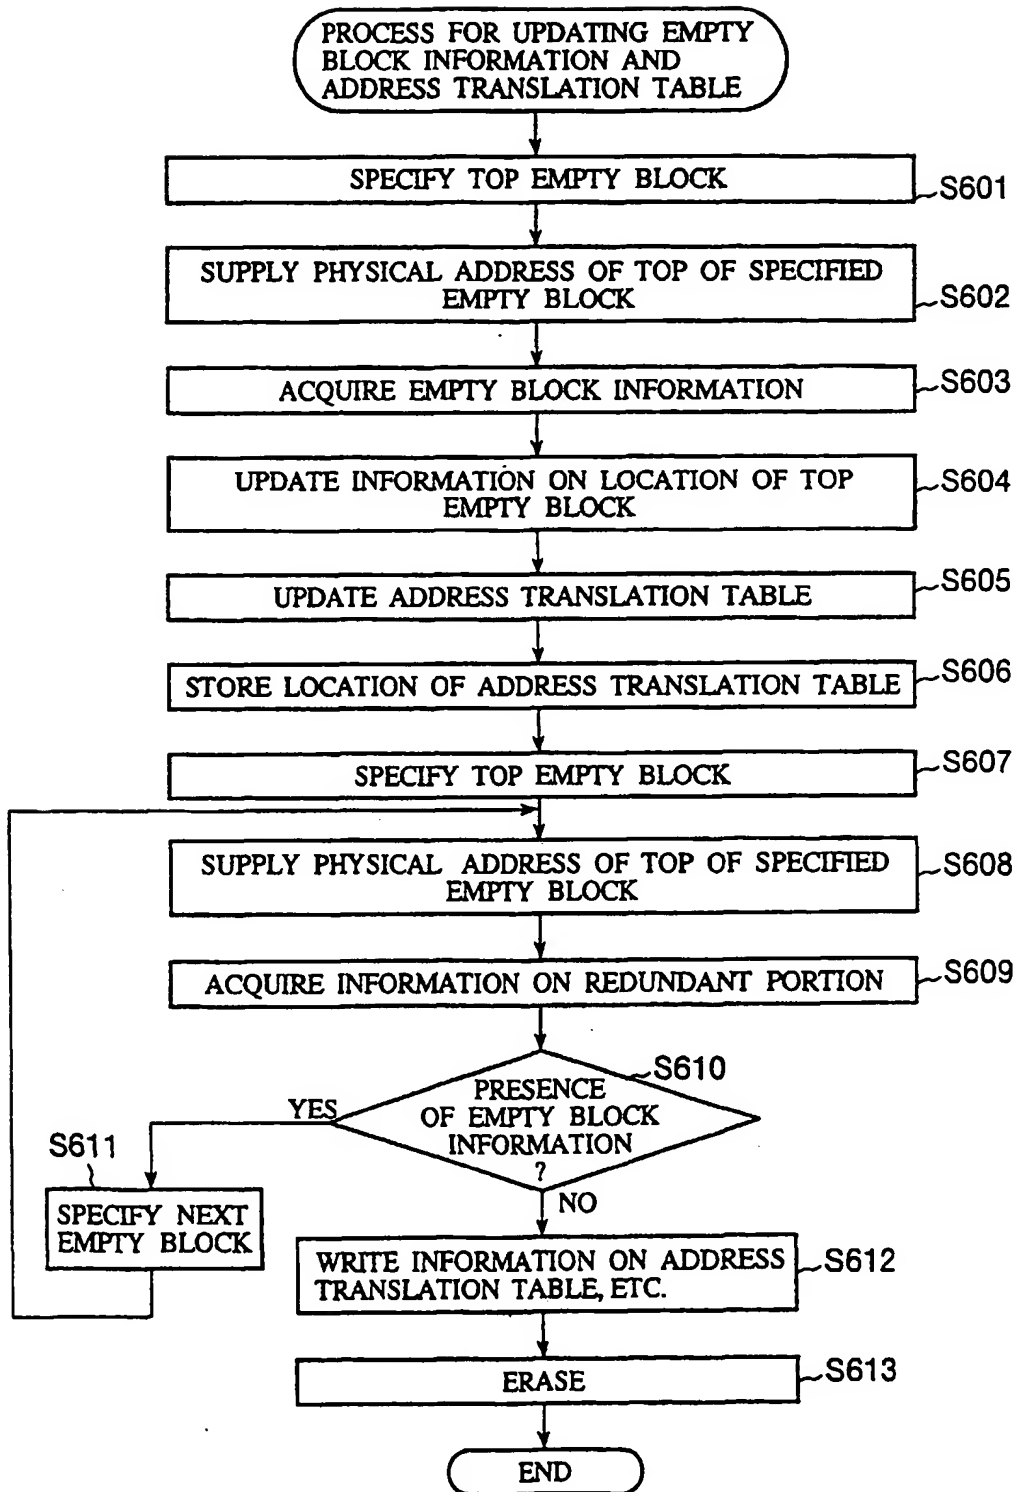 PROCESS FOR UPDATING EMPTY
BLOCK INFORMATION AND
ADDRESS TRANSLATION TABLE
SPECIFY TOP EMPTY BLOCK
S601
SUPPLY PHYSICAL ADDRESS OF TOP OF SPECIFIED
EMPTY BLOCK
S602
ACQUIRE EMPTY BLOCK INFORMATION
S603
UPDATE INFORMATION ON LOCATION OF TOP
EMPTY BLOCK
S604
UPDATE ADDRESS TRANSLATION TABLE
S605
STORE LOCATION OF ADDRESS TRANSLATION TABLE
S606
SPECIFY TOP EMPTY BLOCK
S607
SUPPLY PHYSICAL ADDRESS OF TOP OF SPECIFIED
EMPTY BLOCK
S608
ACQUIRE INFORMATION ON REDUNDANT PORTION
S609
S610
PRESENCE
OF EMPTY BLOCK
INFORMATION
?
YES
NO
S611
SPECIFY NEXT
EMPTY BLOCK
WRITE INFORMATION ON ADDRESS
TRANSLATION TABLE, ETC.
S612
ERASE
S613
END